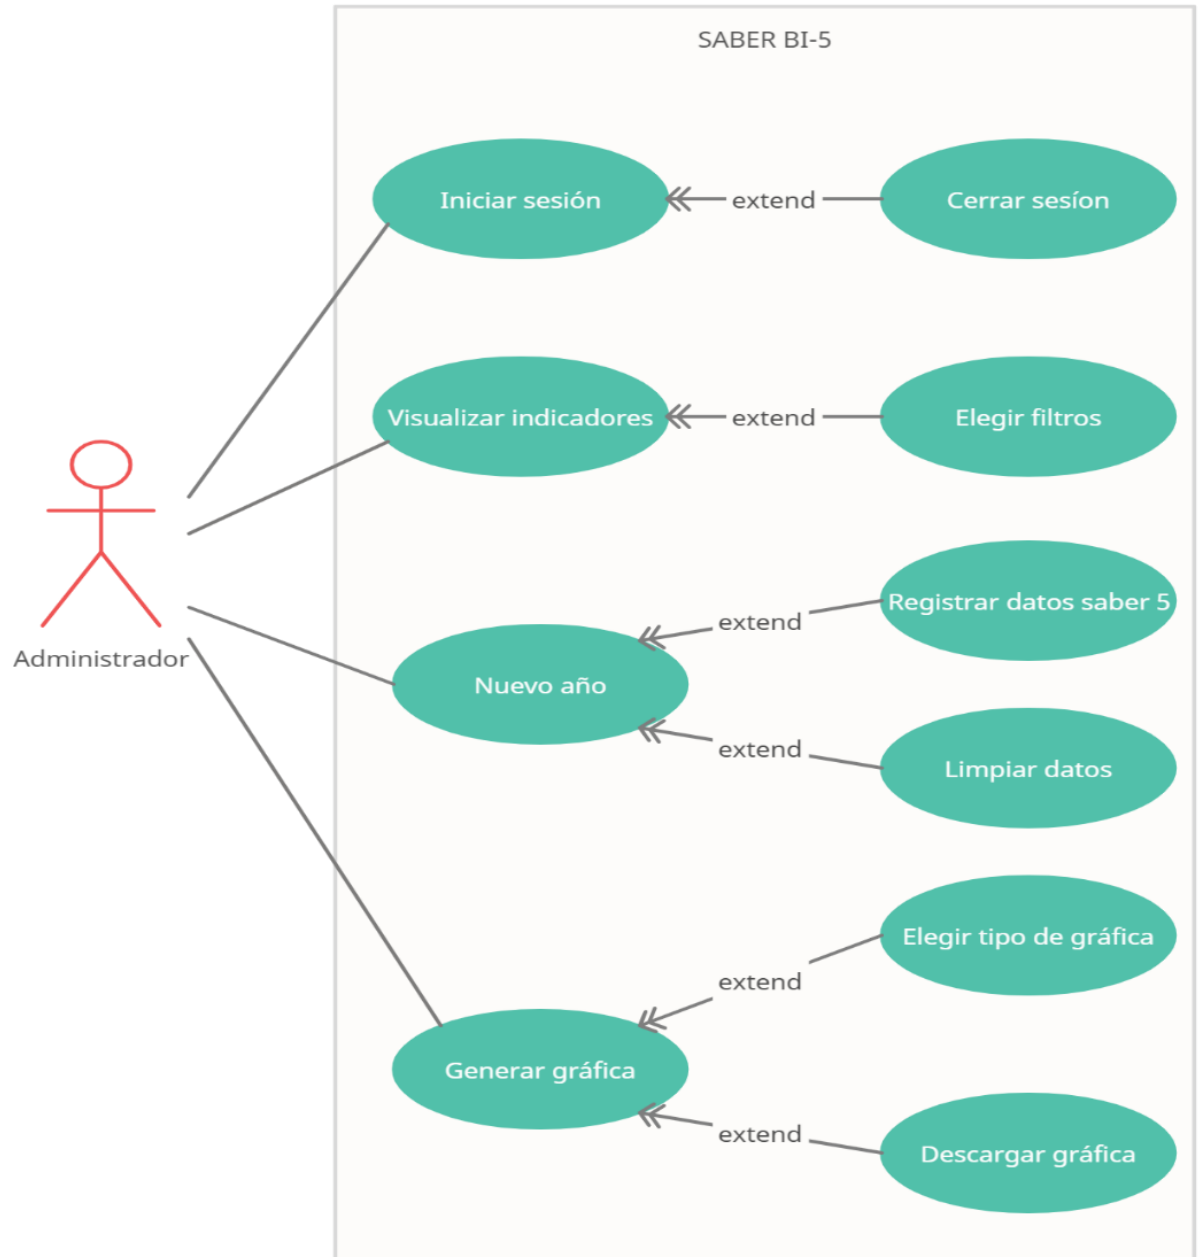 SABER BI-5
Iniciar sesión
extend
Cerrar sesíon
Visualizar indicadores
extend
Elegir filtros
Administrador
Nuevo año
extend
Registrar datos saber 5
extend
Limpiar datos
Generar gráfica
extend
Elegir tipo de gráfica
extend
Descargar gráfica